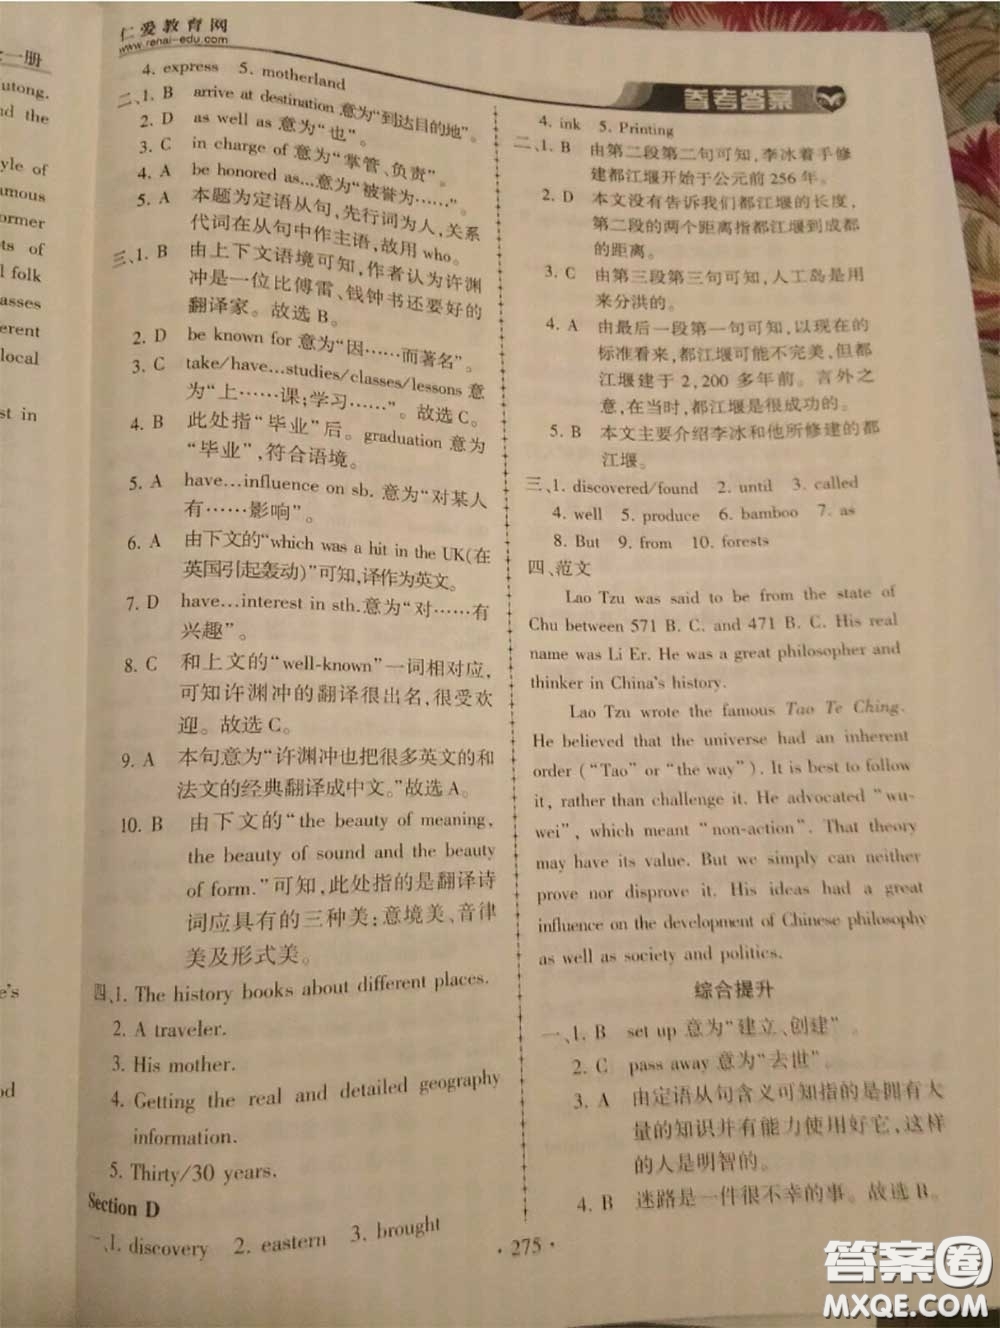 仁爱教育网
www.renai-edu.com
一册
utong.
d the
yle of
amous
ormer
ots of
l folk
asses
erent
local
st in
e's
od
参考答案
4. express 5. motherland
二、1. B arrive at destination 意为“到达目的地”。
2. D as well as 意为“也”。
3. C in charge of 意为“掌管、负责”。
4. A be honored as…意为“被誉为……”。
5. A 本题为定语从句,先行词为人,关系
代词在从句中作主语,故用 who。
三、1. B 由上下文语境可知,作者认为许渊
冲是一位比傅雷、钱钟书还要好的
翻译家。故选 B。
2. D be known for 意为“因……而著名”。
3. C take/have…studies/classes/lessons 意
为“上……课;学习……”。故选 C。
4. B 此处指“毕业”后。graduation 意为
“毕业”,符合语境。
5. A have…influence on sb. 意为“对某人
有……影响”。
6. A 由下文的“which was a hit in the UK(在
英国引起轰动)”可知,译作为英文。
7. D have…interest in sth. 意为“对……有
兴趣”。
8. C 和上文的“well-known”一词相对应,
可知许渊冲的翻译很出名,很受欢
迎。故选 C。
9. A 本句意为“许渊冲也把很多英文的和
法文的经典翻译成中文。”故选 A。
10. B 由下文的“the beauty of meaning,
the beauty of sound and the beauty
of form.”可知,此处指的是翻译诗
词应具有的三种美:意境美、音律
美及形式美。
四、1. The history books about different places.
2. A traveler.
3. His mother.
4. Getting the real and detailed geography
information.
5. Thirty/30 years.
Section D
一、1. discovery 2. eastern 3. brought
4. ink 5. Printing
二、1. B 由第二段第二句可知,李冰着手修
建都江堰开始于公元前 256 年。
2. D 本文没有告诉我们都江堰的长度,
第二段的两个距离指都江堰与成都
的距离。
3. C 由第三段第三句可知,人工岛是用
来分洪的。
4. A 由最后一段第一句可知,以现在的
标准看来,都江堰可能不完美,但都
江堰建于 2,200 多年前。言外之
意,在当时,都江堰是很成功的。
5. B 本文主要介绍李冰和他所修建的都
江堰。
三、1. discovered/found 2. until 3. called
4. well 5. produce 6. bamboo 7. as
8. But 9. from 10. forests
四、范文
Lao Tzu was said to be from the state of
Chu between 571 B. C. and 471 B. C. His real
name was Li Er. He was a great philosopher and
thinker in China's history.
Lao Tzu wrote the famous Tao Te Ching.
He believed that the universe had an inherent
order (“Tao” or “the way”). It is best to follow
it, rather than challenge it. He advocated “wu-
wei”, which meant “non-action”. That theory
may have its value. But we simply can neither
prove nor disprove it. His ideas had a great
influence on the development of Chinese philosophy
as well as society and politics.
综合提升
一、1. B set up 意为“建立、创建”。
2. C pass away 意为“去世”。
3. A 由定语从句含义可知指的是拥有大
量的知识并有能力使用好它,这样
的人是明智的。
4. B 迷路是一件很不幸的事。故选 B。
· 275 ·
答案圈
MXQE.COM